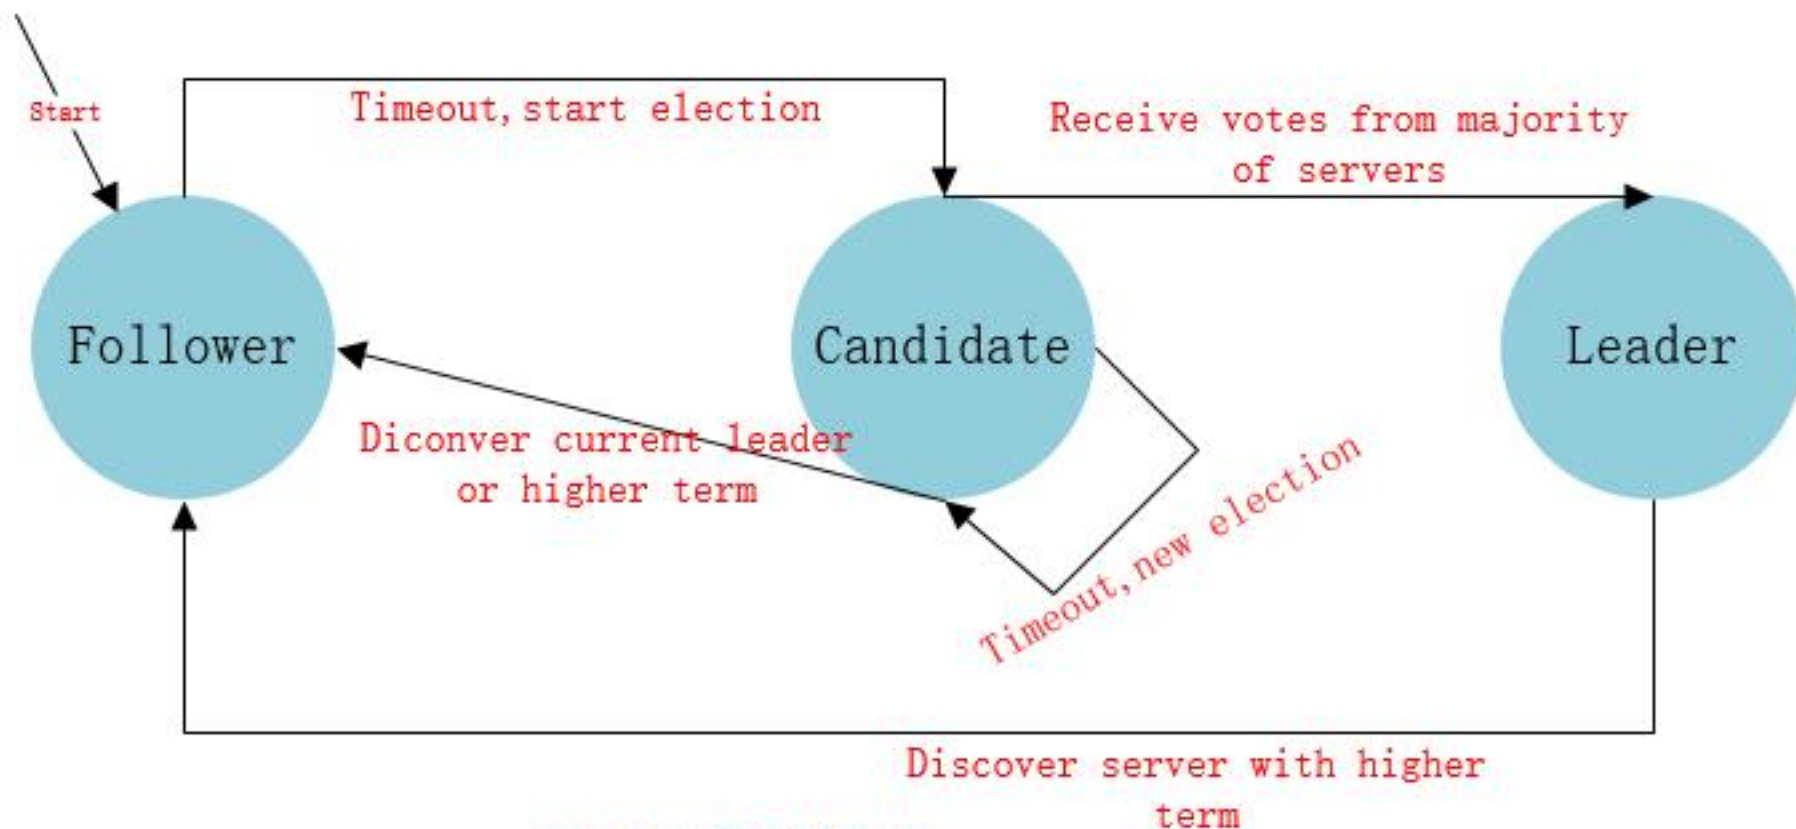 Start
Timeout,start election
Receive votes from majority
of servers
Follower
Candidate
Leader
Diconver current leader
or higher term
Timeout,new election
Discover server with higher
term